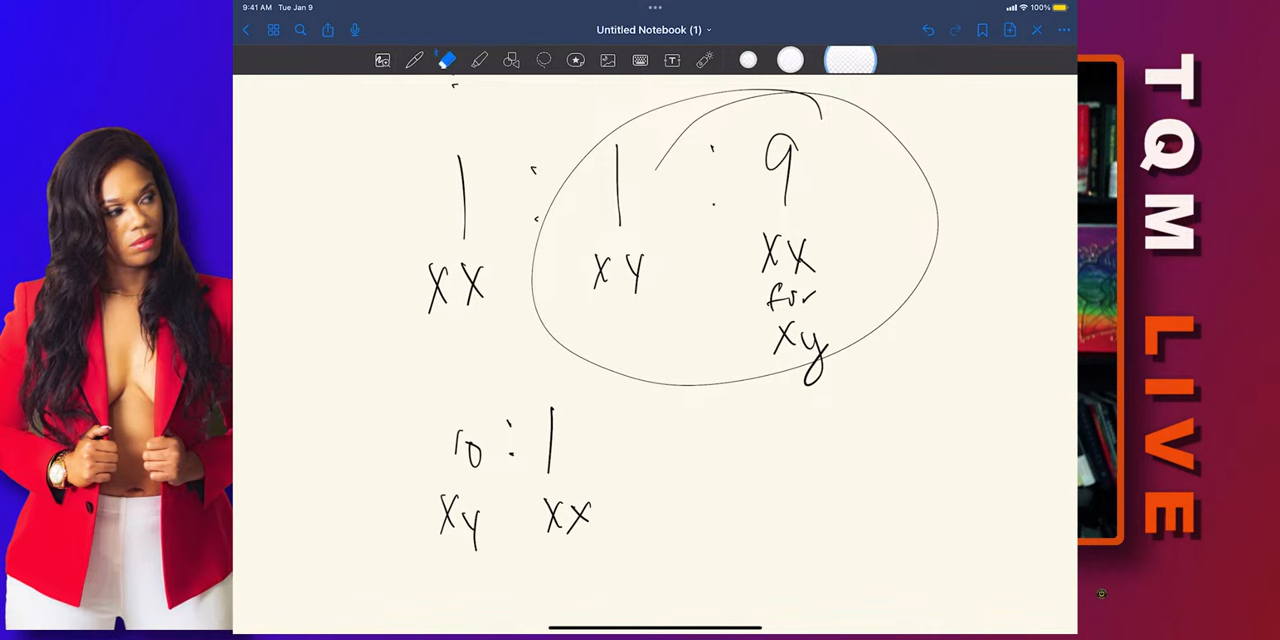 9:41 AM Tue Jan 9
100%
Untitled Notebook (1)
T
1 : 1 : 9
XX XY XX
for
Xy
10 : 1
Xy XX
TQM LIVE